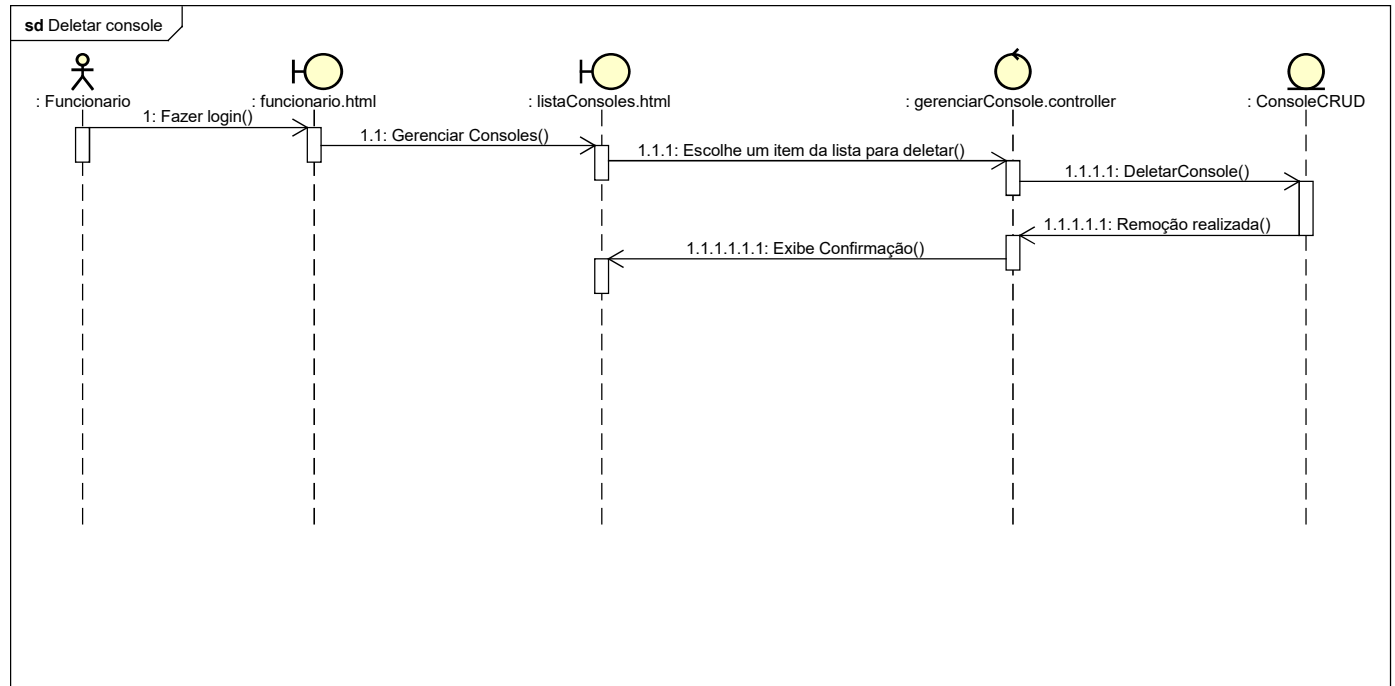 sd Deletar console
: Funcionario
: funcionario.html
: listaConsoles.html
: gerenciarConsole.controller
: ConsoleCRUD
1: Fazer login()
1.1: Gerenciar Consoles()
1.1.1: Escolhe um item da lista para deletar()
1.1.1.1: DeletarConsole()
1.1.1.1.1: Remoção realizada()
1.1.1.1.1.1: Exibe Confirmação()